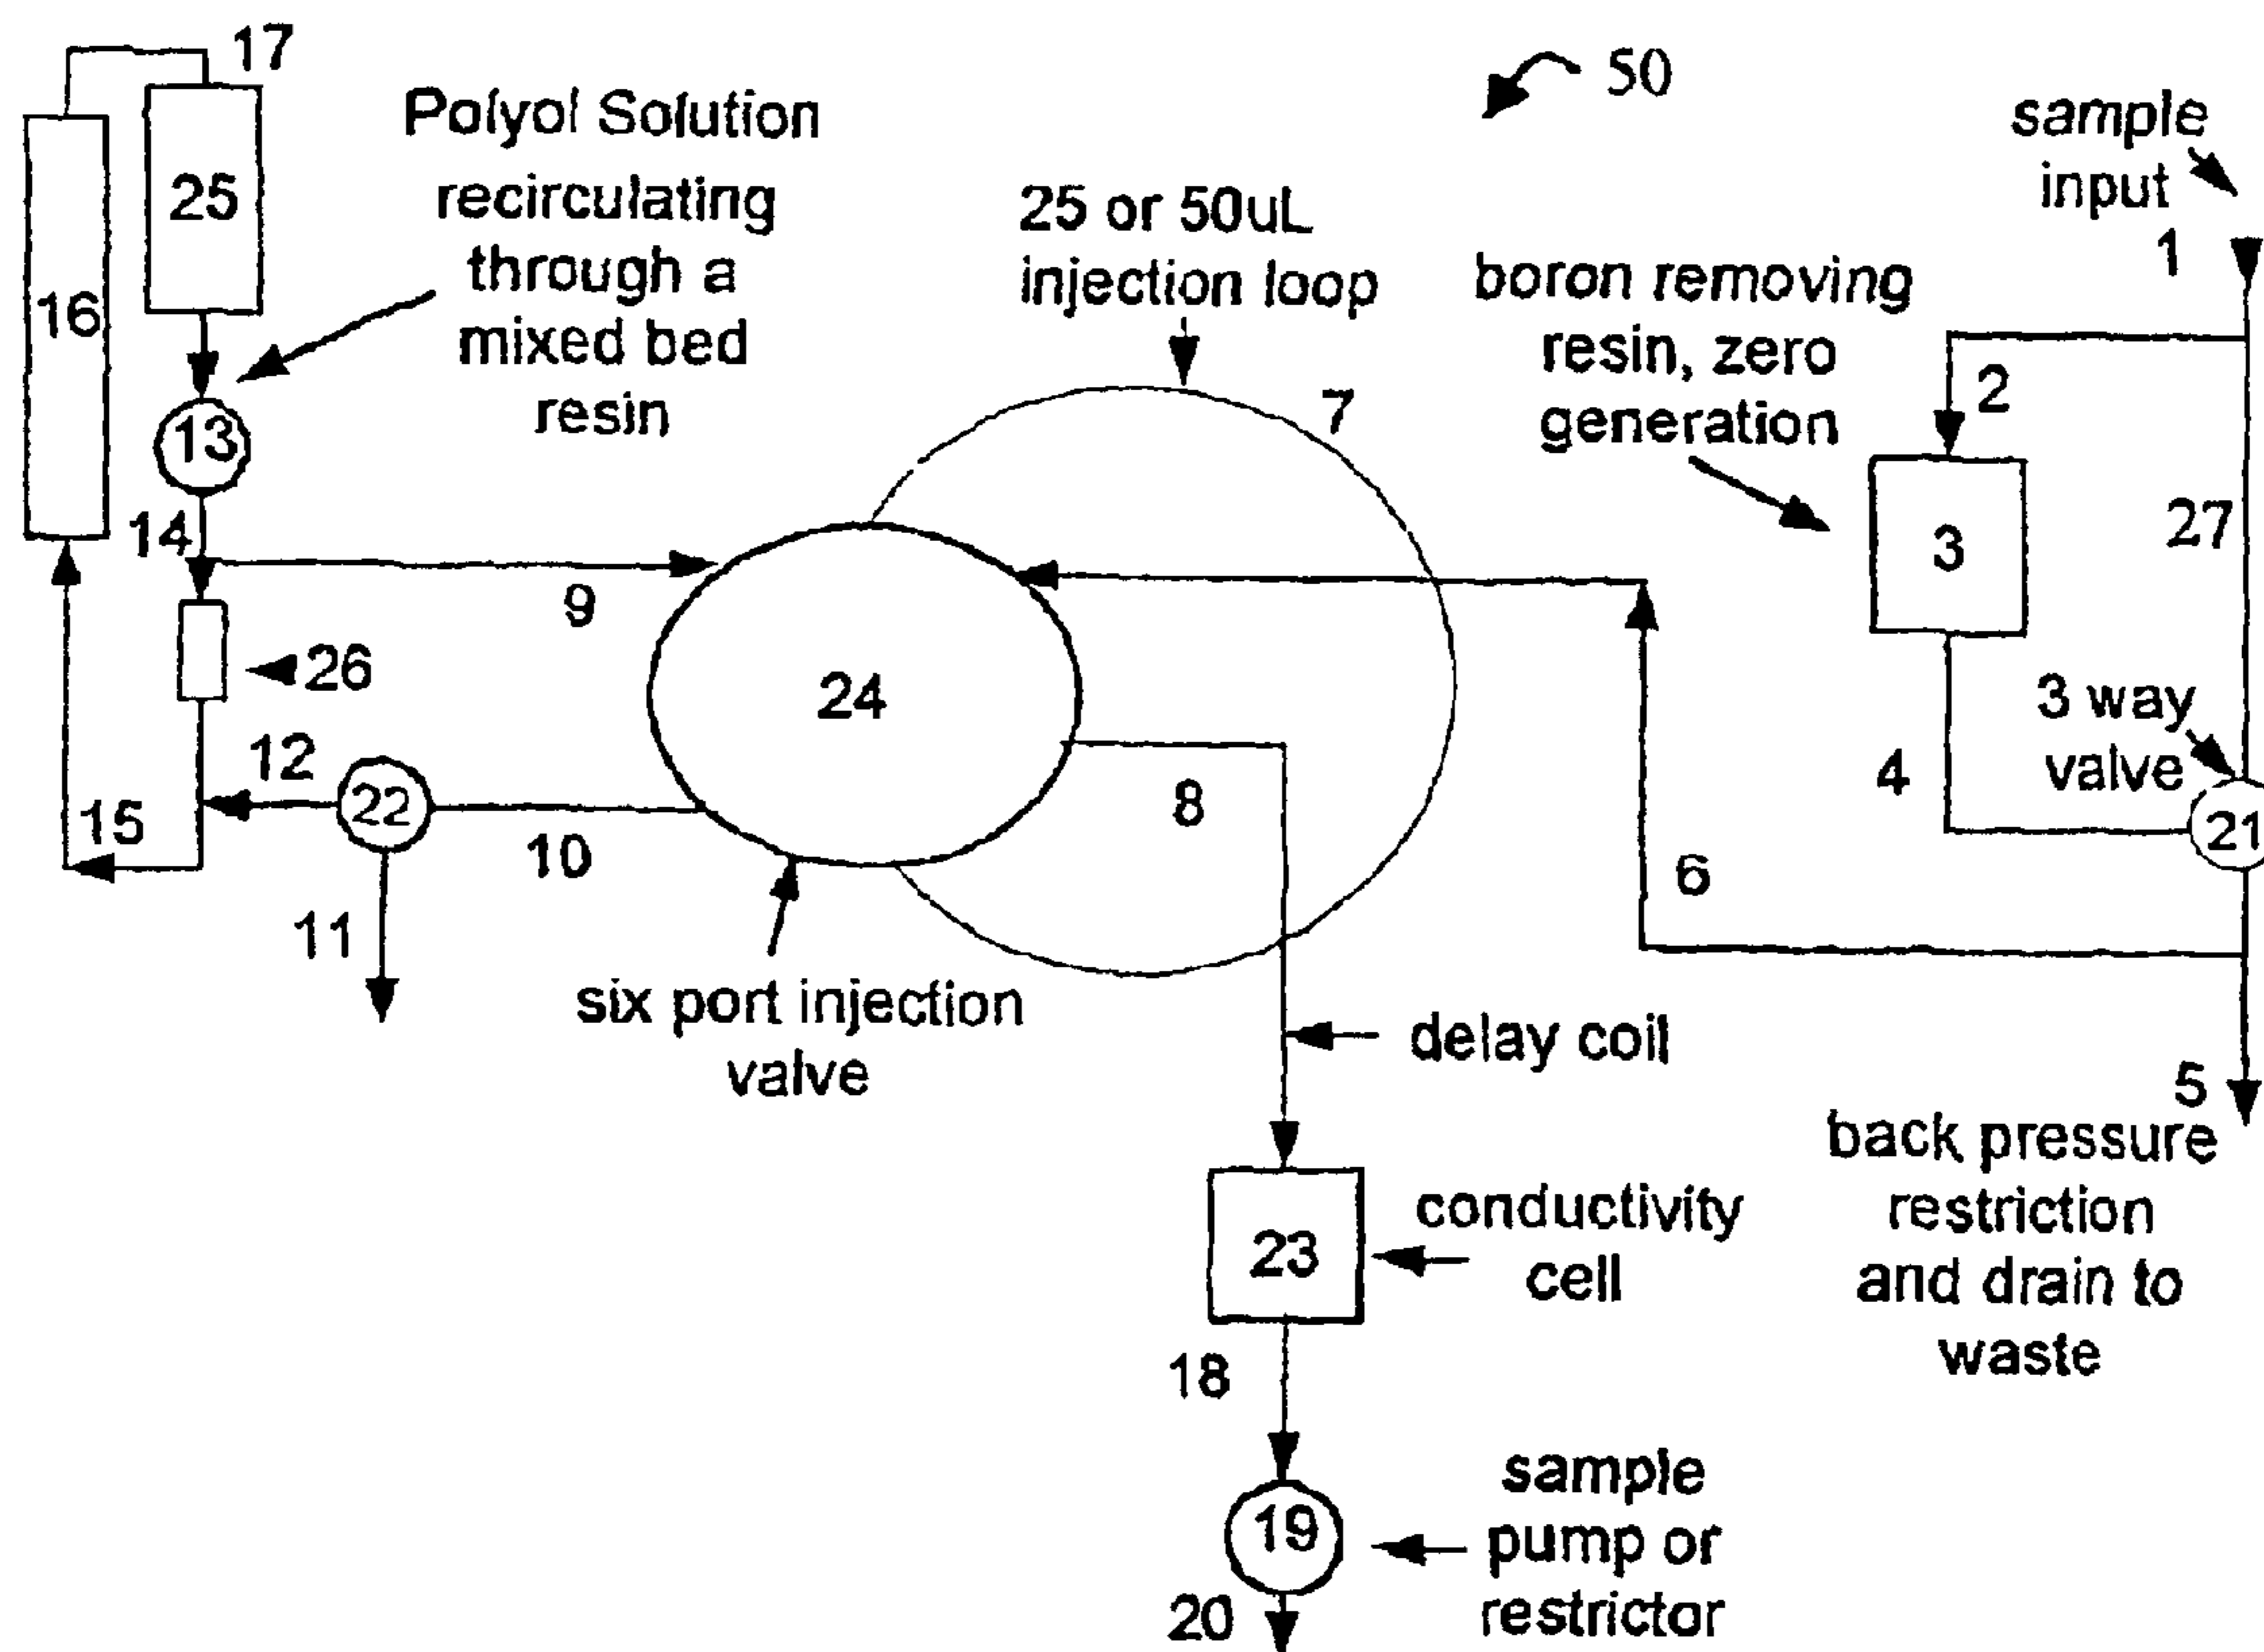 17
50
Polyol Solution
recirculating
through a
mixed bed
resin
sample
input
1
25 or 50uL
injection loop
boron removing
resin, zero
generation
25
16
13
14
7
2
27
3
9
26
24
3 way
valve
12
22
15
10
8
4
21
6
11
six port injection
valve
delay coil
5
back pressure
restriction
and drain to
waste
23
conductivity
cell
18
19
sample
pump or
restrictor
20